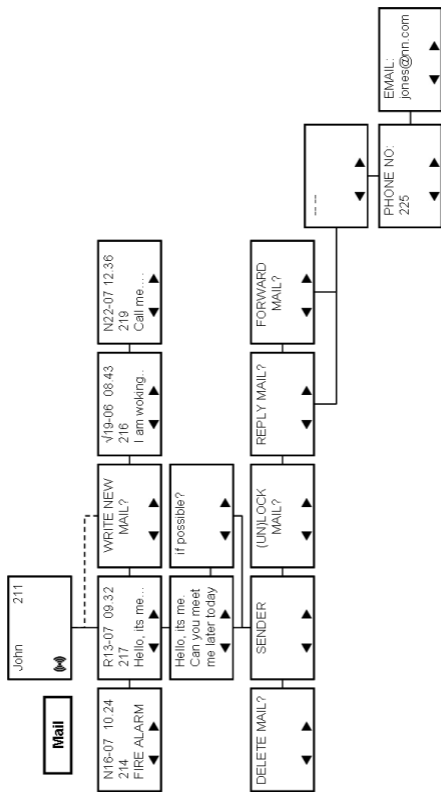 Mail
John 211
N16-07 10.24
214
FIRE ALARM
R13-07 09.32
217
Hello, its me...
WRITE NEW
MAIL?
√19-06 08.43
216
I am woking..
N22-07 12.36
219
Call me....
Hello, its me.
Can you meet
me later today
if possible?
DELETE MAIL?
SENDER
(UN)LOCK
MAIL?
REPLY MAIL?
FORWARD
MAIL?
-- --
PHONE NO:
225
EMAIL:
jones@nn.com